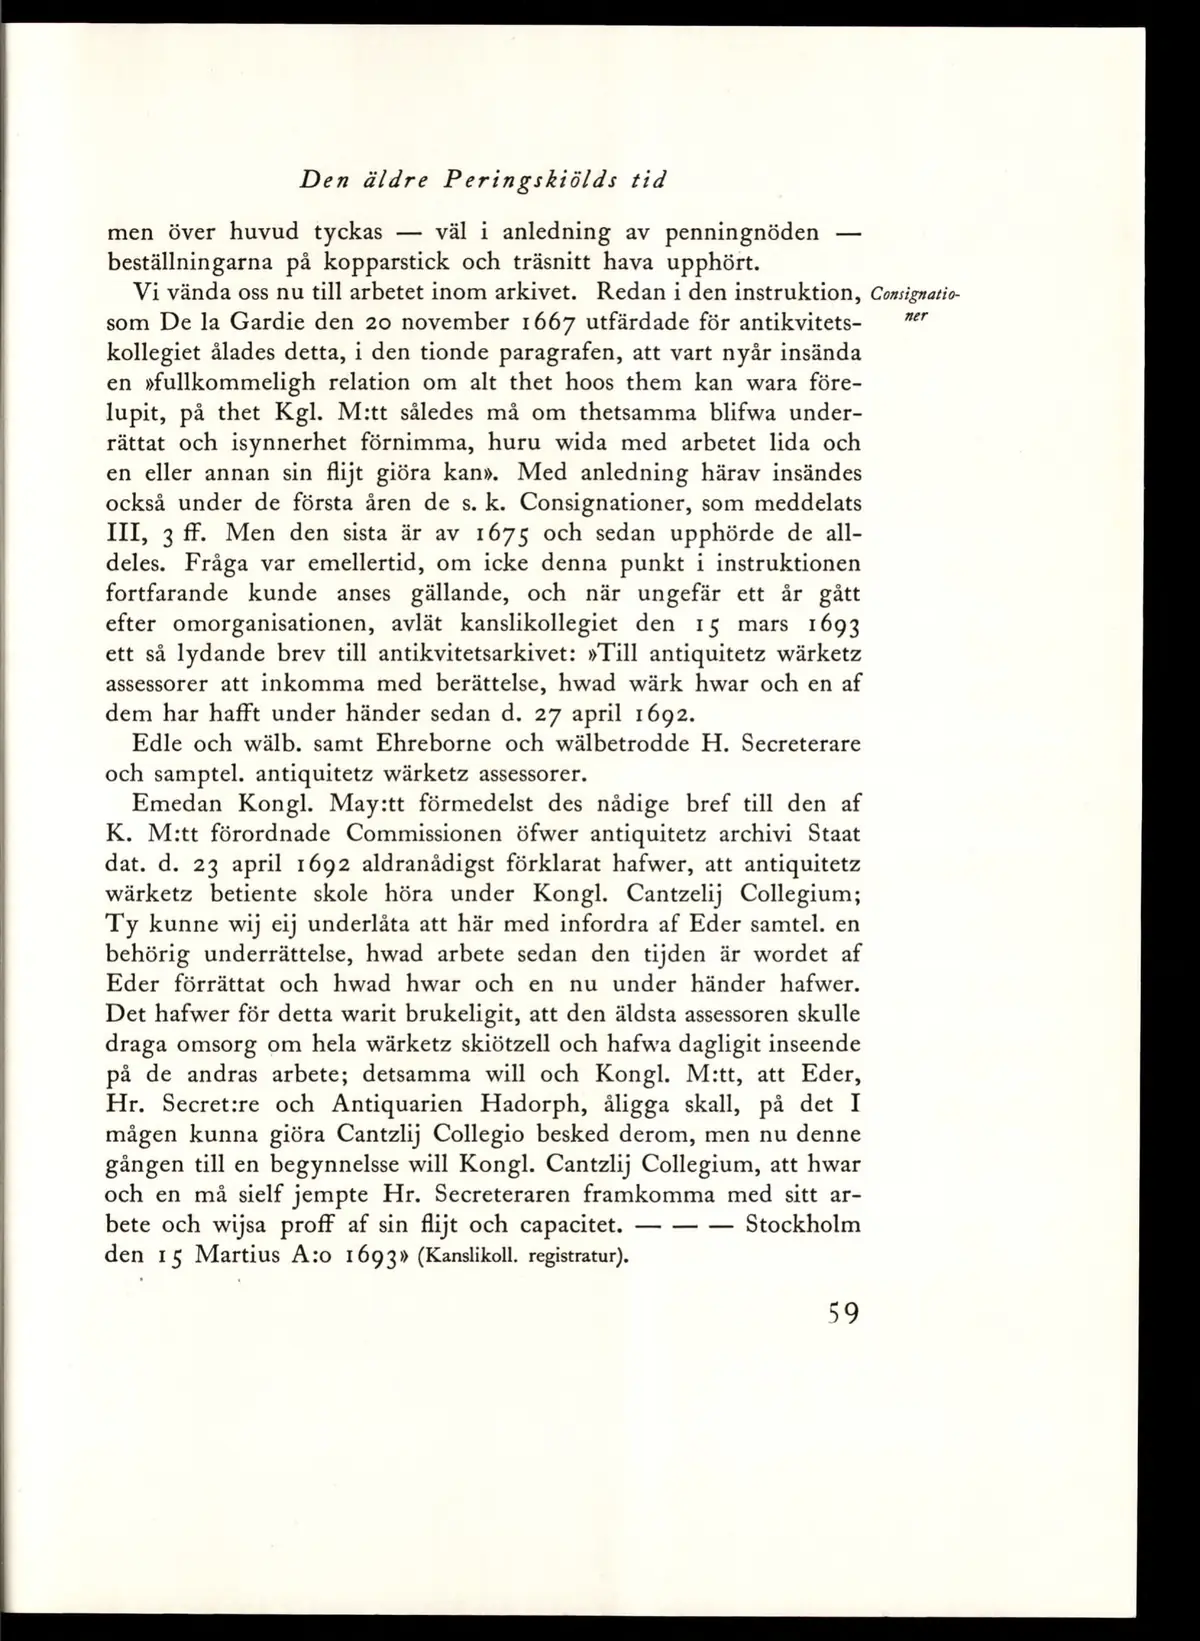 Den äldre Peringskiölds tid
men över huvud tyckas — väl i anledning av penningnöden —
beställningarna på kopparstick och träsnitt hava upphört.
Vi vända oss nu till arbetet inom arkivet. Redan i den instruktion,
Consignatio-
ner
som De la Gardie den 20 november 1667 utfärdade för antikvitets-
kollegiet ålades detta, i den tionde paragrafen, att vart nyår insända
en »fullkommeligh relation om alt thet hoos them kan wara före-
lupit, på thet Kgl. M:tt således må om thetsamma blifwa under-
rättat och isynnerhet förnimma, huru wida med arbetet lida och
en eller annan sin flijt giöra kan». Med anledning härav insändes
också under de första åren de s. k. Consignationer, som meddelats
III, 3 ff. Men den sista är av 1675 och sedan upphörde de all-
deles. Fråga var emellertid, om icke denna punkt i instruktionen
fortfarande kunde anses gällande, och när ungefär ett år gått
efter omorganisationen, avlät kanslikollegiet den 15 mars 1693
ett så lydande brev till antikvitetsarkivet: »Till antiquitetz wärketz
assessorer att inkomma med berättelse, hwad wärk hwar och en af
dem har hafft under händer sedan d. 27 april 1692.
Edle och wälb. samt Ehreborne och wälbetrodde H. Secreterare
och samptel. antiquitetz wärketz assessorer.
Emedan Kongl. May:tt förmedelst des nådige bref till den af
K. M:tt förordnade Commissionen öfwer antiquitetz archivi Staat
dat. d. 23 april 1692 aldranådigst förklarat hafwer, att antiquitetz
wärketz betiente skole höra under Kongl. Cantzelij Collegium;
Ty kunne wij eij underlåta att här med infordra af Eder samtel. en
behörig underrättelse, hwad arbete sedan den tijden är wordet af
Eder förrättat och hwad hwar och en nu under händer hafwer.
Det hafwer för detta warit brukeligit, att den äldsta assessoren skulle
draga omsorg om hela wärketz skiötzell och hafwa dagligit inseende
på de andras arbete; detsamma will och Kongl. M:tt, att Eder,
Hr. Secret:re och Antiquarien Hadorph, åligga skall, på det I
mågen kunna giöra Cantzlij Collegio besked derom, men nu denne
gången till en begynnelsse will Kongl. Cantzlij Collegium, att hwar
och en må sielf jempte Hr. Secreteraren framkomma med sitt ar-
bete och wijsa proff af sin flijt och capacitet. — — — Stockholm
den 15 Martius A:o 1693» (Kanslikoll. registratur).
59